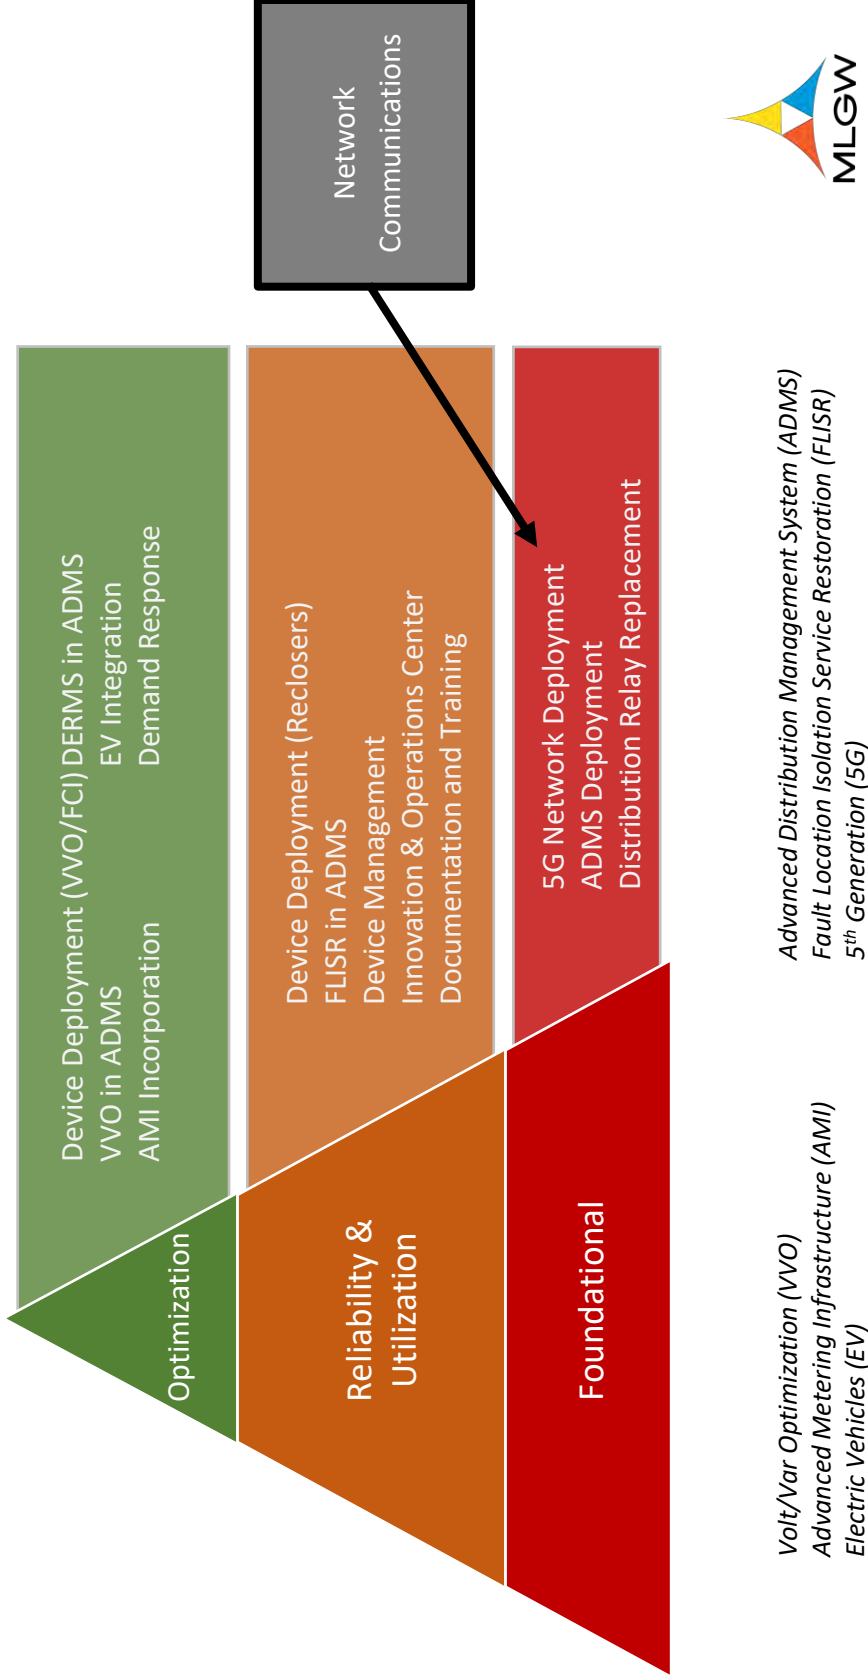 Network
Communications
Optimization
Device Deployment (VVO/FCI) DERMS in ADMS
VVO in ADMS EV Integration
AMI Incorporation Demand Response
Reliability &
Utilization
Device Deployment (Reclosers)
FLISR in ADMS
Device Management
Innovation & Operations Center
Documentation and Training
Foundational
5G Network Deployment
ADMS Deployment
Distribution Relay Replacement
Volt/Var Optimization (VVO)
Advanced Metering Infrastructure (AMI)
Electric Vehicles (EV)
Advanced Distribution Management System (ADMS)
Fault Location Isolation Service Restoration (FLISR)
5th Generation (5G)
MLGW